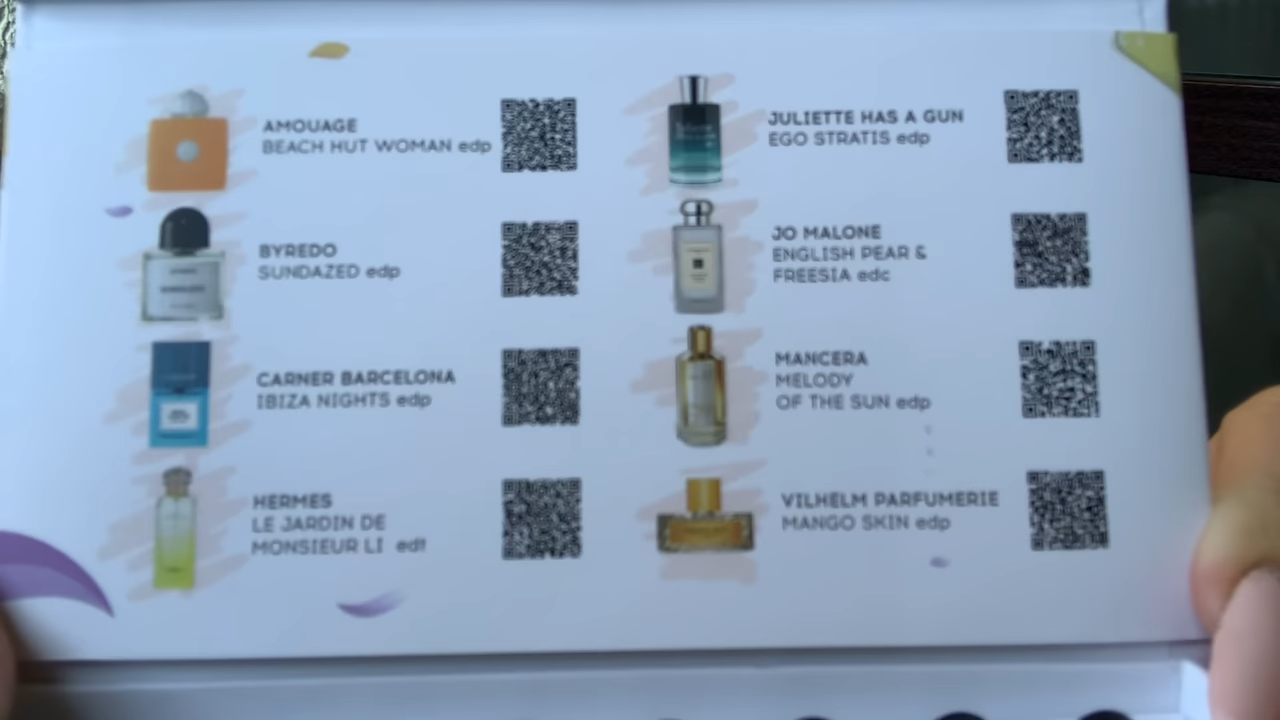 AMOUAGE
BEACH HUT WOMAN edp
BYREDO
SUNDAZED edp
CARNER BARCELONA
IBIZA NIGHTS edp
HERMES
LE JARDIN DE
MONSIEUR LI edt
JULIETTE HAS A GUN
EGO STRATIS edp
JO MALONE
ENGLISH PEAR &
FREESIA edc
MANCERA
MELODY
OF THE SUN edp
VILHELM PARFUMERIE
MANGO SKIN edp